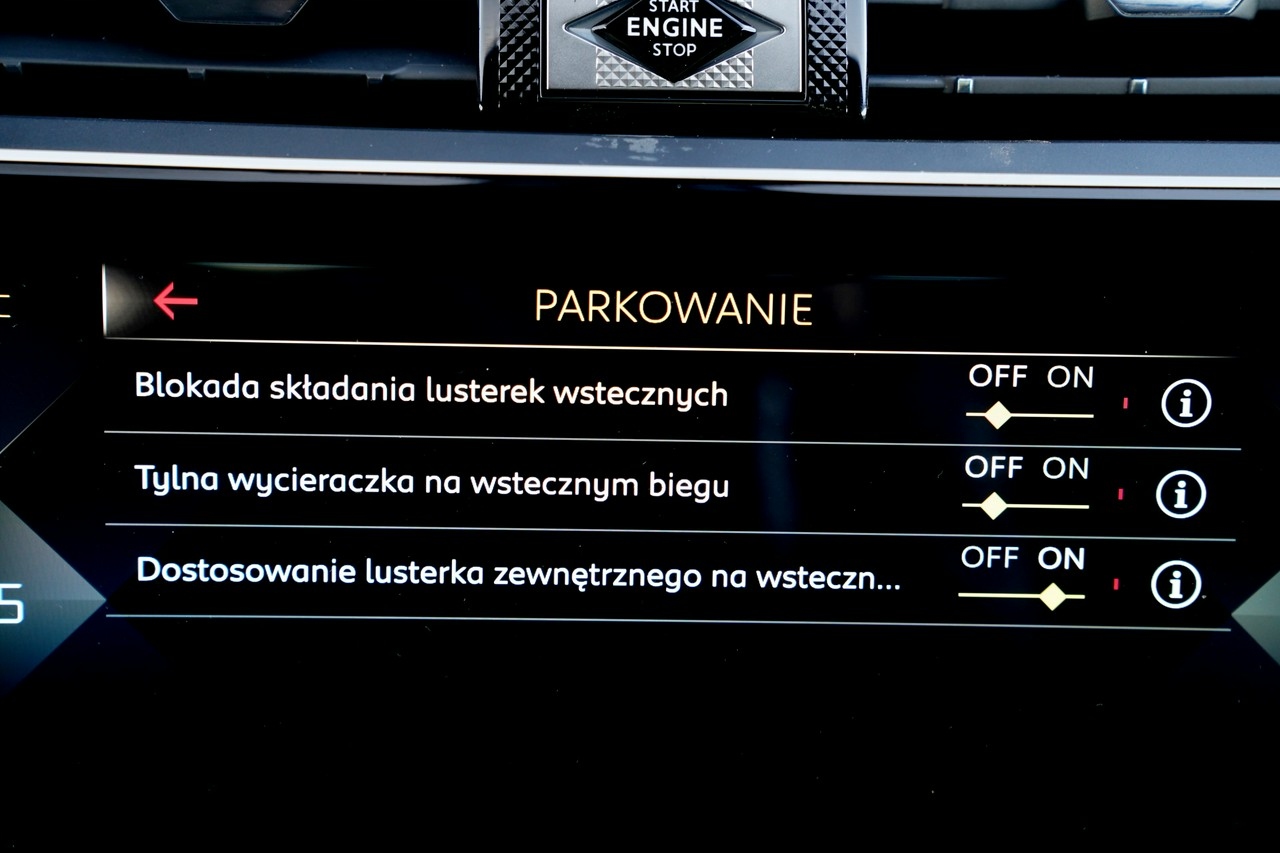 START
ENGINE
STOP
PARKOWANIE
Blokada składania lusterek wstecznych OFF ON
Tylna wycieraczka na wstecznym biegu OFF ON
Dostosowanie lusterka zewnętrznego na wsteczn... OFF ON
5